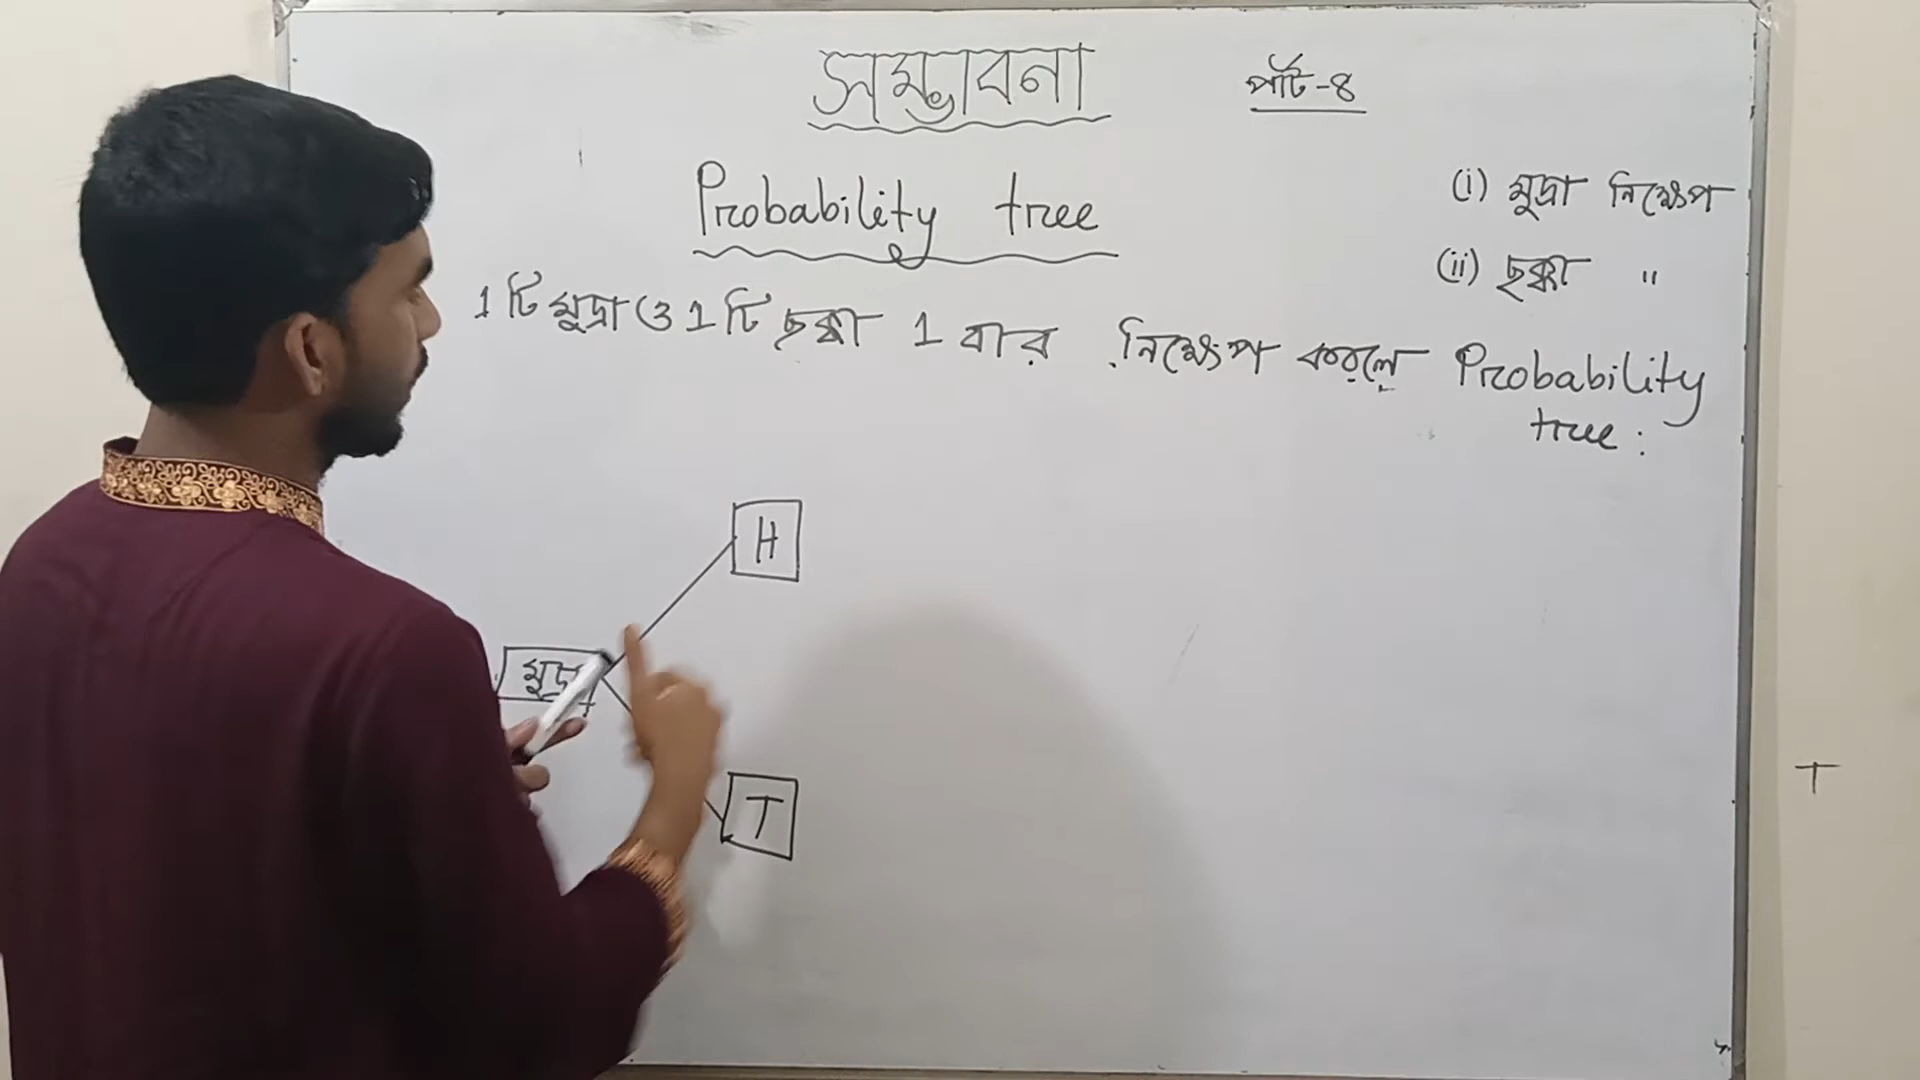 সম্ভাবনা
পার্ট-৪
Probability tree
(i) মুদ্রা নিক্ষেপ
(ii) ছক্কা "
1 টি মুদ্রা ও 1 টি ছক্কা 1 বার নিক্ষেপ করলে Probability
tree:
H
মুদ্রা
T
T